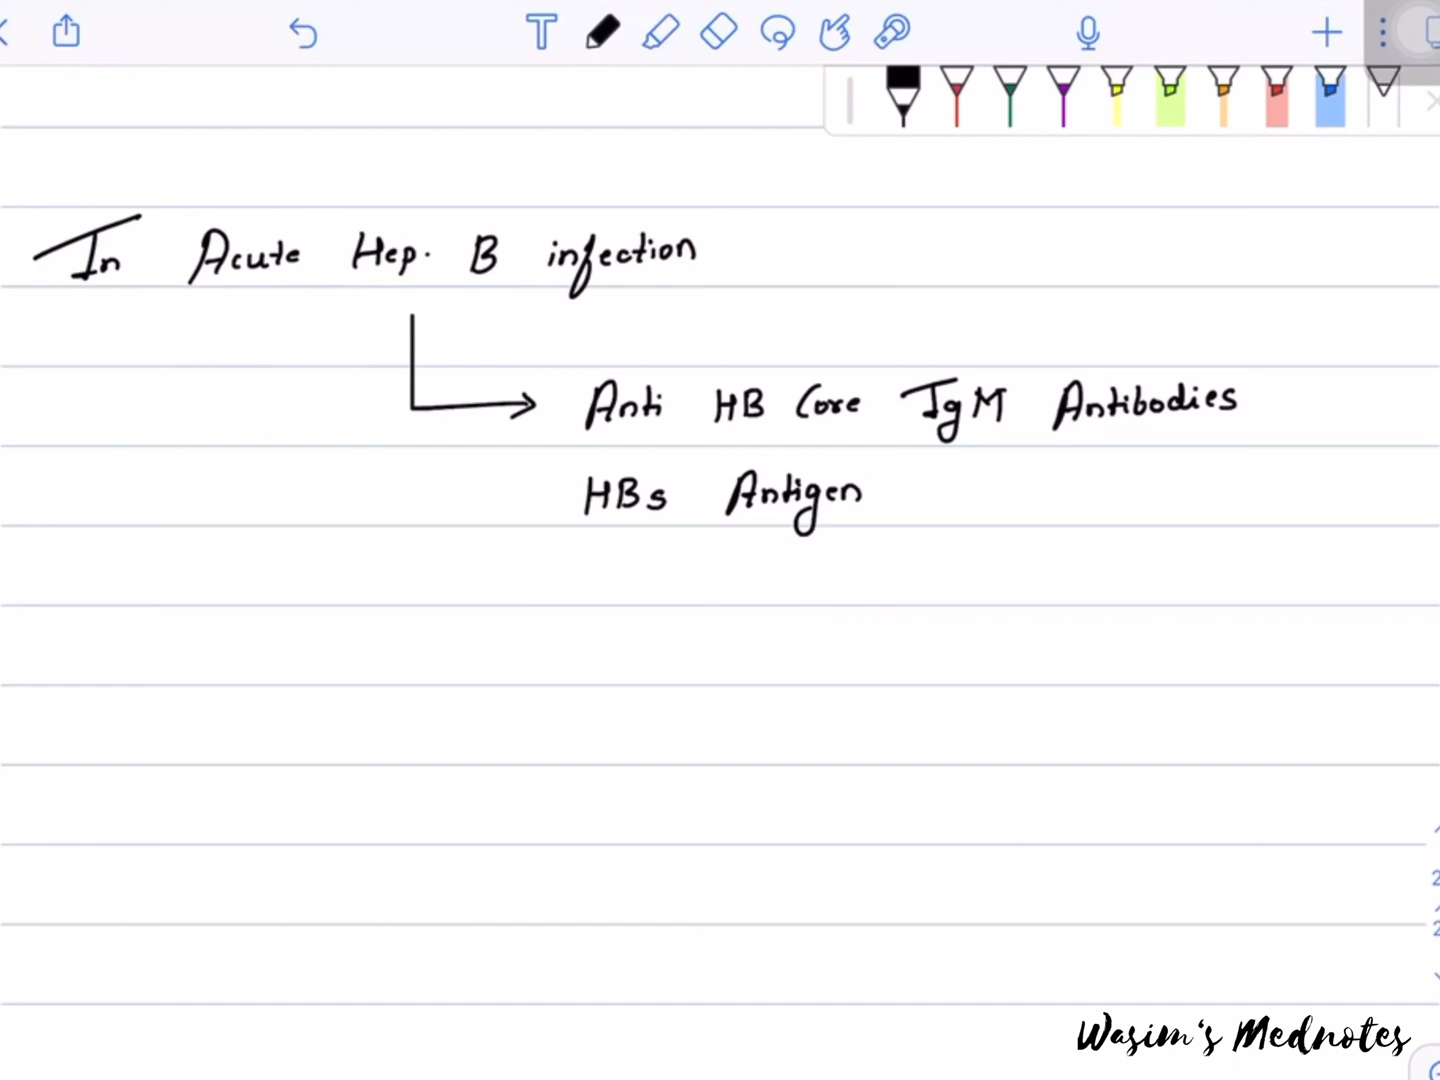 In Acute Hep. B infection
Anti HB Core IgM Antibodies
HBs Antigen
Wasim's Mednotes